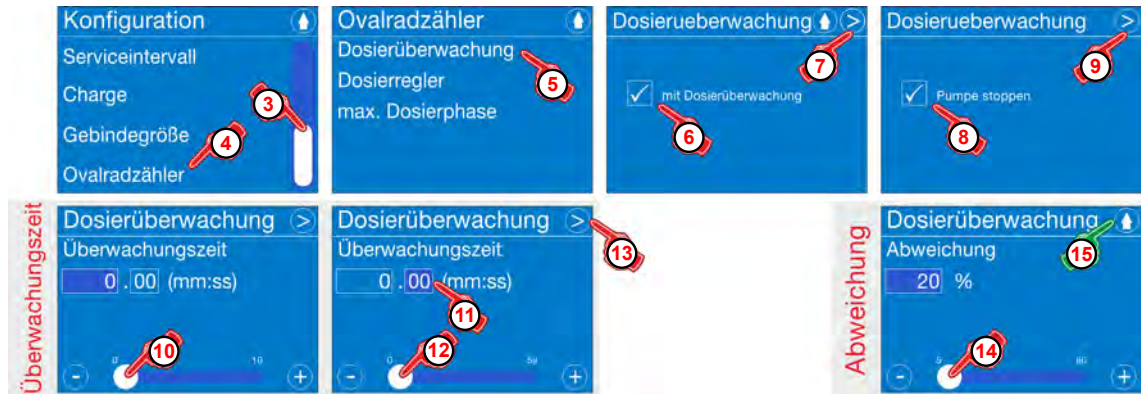 Konfiguration
Serviceintervall
Charge
Gebindegröße
Ovalradzähler
3
4
Ovalradzähler
Dosierüberwachung
Dosierregler
max. Dosierphase
5
Dosierueberwachung >
mit Dosierüberwachung
6
7
Dosierueberwachung >
Pumpe stoppen
8
9
Überwachungszeit
Dosierüberwachung >
Überwachungszeit
0 . 00 (mm:ss)
0 10
- +
10
Dosierüberwachung >
Überwachungszeit
0 . 00 (mm:ss)
0 59
- +
11
12
13
Abweichung
Dosierüberwachung
Abweichung
20 %
- +
14
15